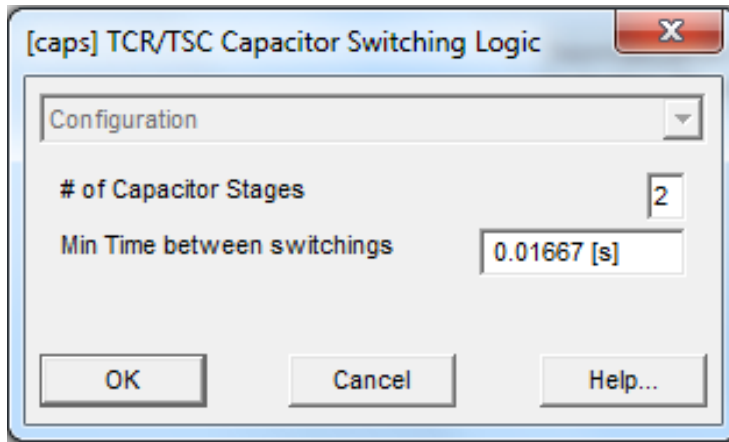 [caps] TCR/TSC Capacitor Switching Logic
Configuration
# of Capacitor Stages 2
Min Time between switchings 0.01667 [s]
OK Cancel Help...